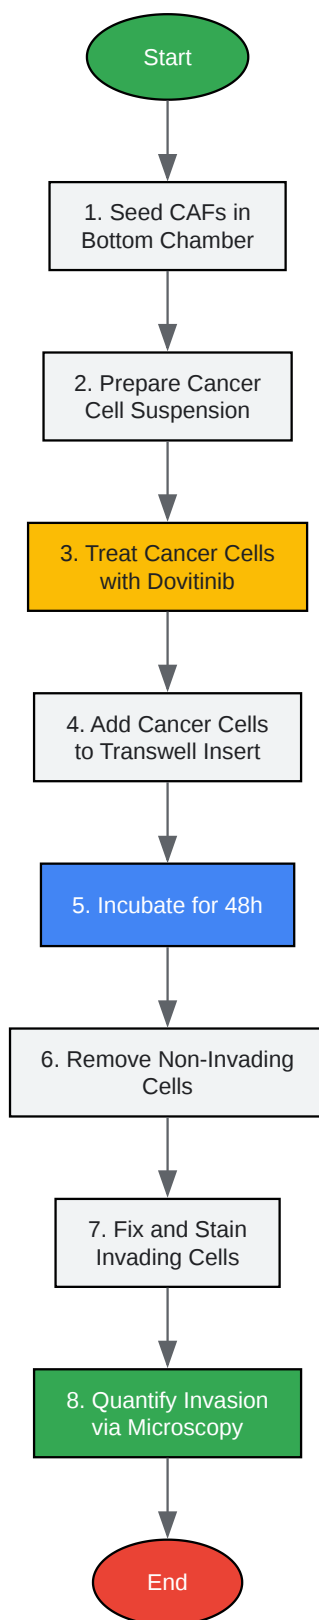 Start
1. Seed CAFs in
Bottom Chamber
2. Prepare Cancer
Cell Suspension
3. Treat Cancer Cells
with Dovitinib
4. Add Cancer Cells
to Transwell Insert
5. Incubate for 48h
6. Remove Non-Invading
Cells
7. Fix and Stain
Invading Cells
8. Quantify Invasion
via Microscopy
End